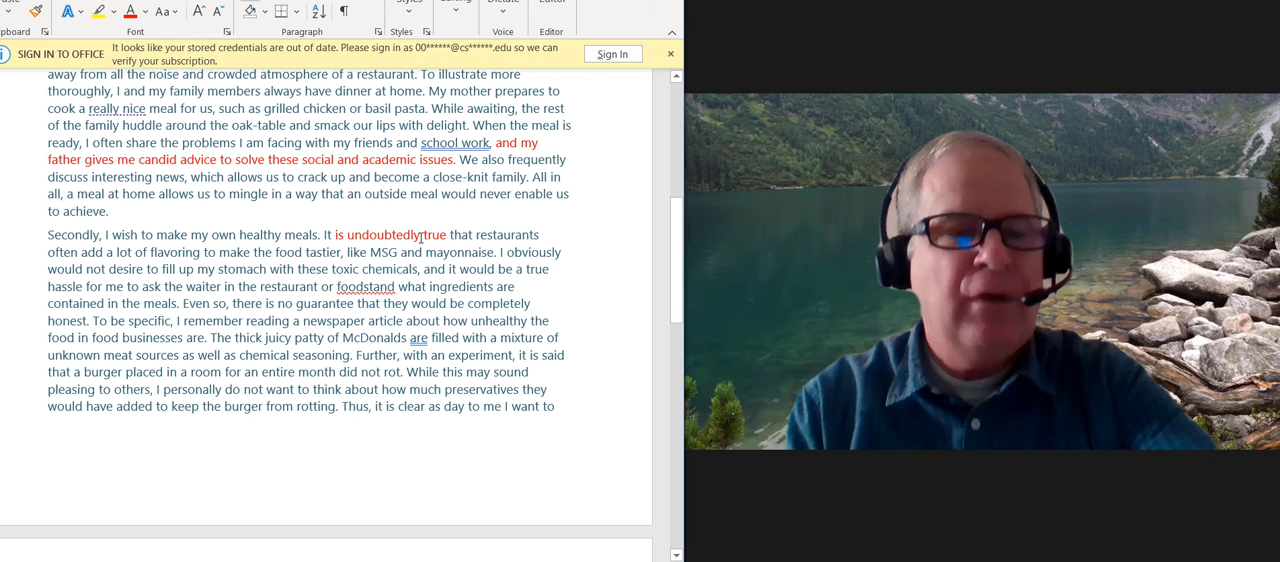 Aa
A
A
A
A
Styles
Dictate
Editor
Font
Paragraph
Styles
Voice
Editor
SIGN IN TO OFFICE
It looks like your stored credentials are out of date. Please sign in as 00******@cs******.edu so we can
verify your subscription.
Sign In
away from all the noise and crowded atmosphere of a restaurant. To illustrate more
thoroughly, I and my family members always have dinner at home. My mother prepares to
cook a really nice meal for us, such as grilled chicken or basil pasta. While awaiting, the rest
of the family huddle around the oak-table and smack our lips with delight. When the meal is
ready, I often share the problems I am facing with my friends and school work, and my
father gives me candid advice to solve these social and academic issues. We also frequently
discuss interesting news, which allows us to crack up and become a close-knit family. All in
all, a meal at home allows us to mingle in a way that an outside meal would never enable us
to achieve.
Secondly, I wish to make my own healthy meals. It is undoubtedly true that restaurants
often add a lot of flavoring to make the food tastier, like MSG and mayonnaise. I obviously
would not desire to fill up my stomach with these toxic chemicals, and it would be a true
hassle for me to ask the waiter in the restaurant or foodstand what ingredients are
contained in the meals. Even so, there is no guarantee that they would be completely
honest. To be specific, I remember reading a newspaper article about how unhealthy the
food in food businesses are. The thick juicy patty of McDonalds are filled with a mixture of
unknown meat sources as well as chemical seasoning. Further, with an experiment, it is said
that a burger placed in a room for an entire month did not rot. While this may sound
pleasing to others, I personally do not want to think about how much preservatives they
would have added to keep the burger from rotting. Thus, it is clear as day to me I want to